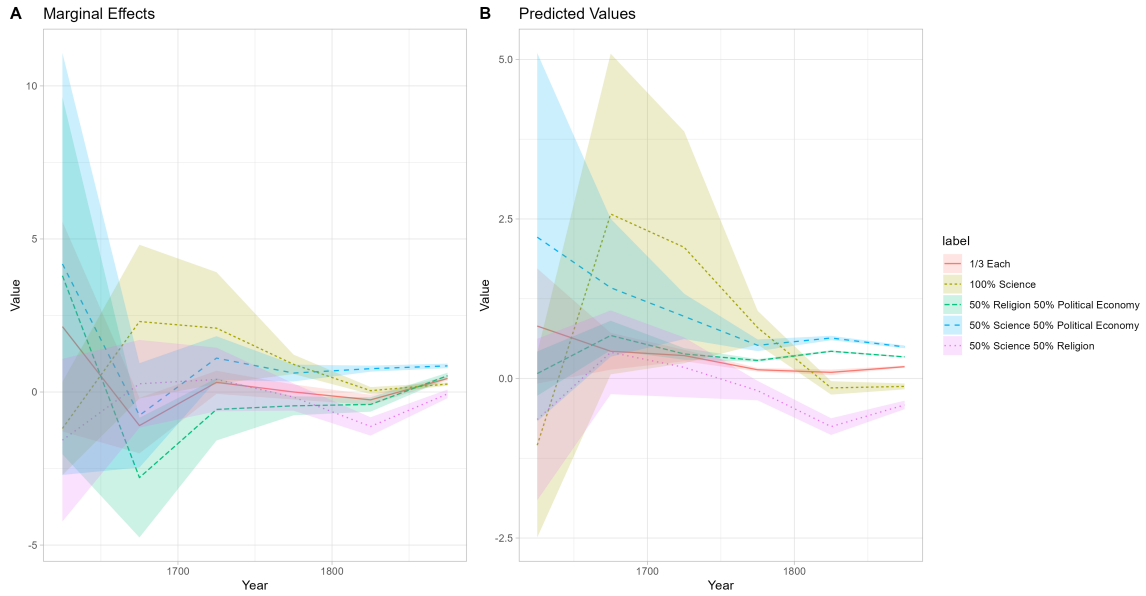 A Marginal Effects
B Predicted Values
Value
10
5
0
-5
1700
1800
Year
Value
5.0
2.5
0.0
-2.5
1700
1800
Year
label
1/3 Each
100% Science
50% Religion 50% Political Economy
50% Science 50% Political Economy
50% Science 50% Religion